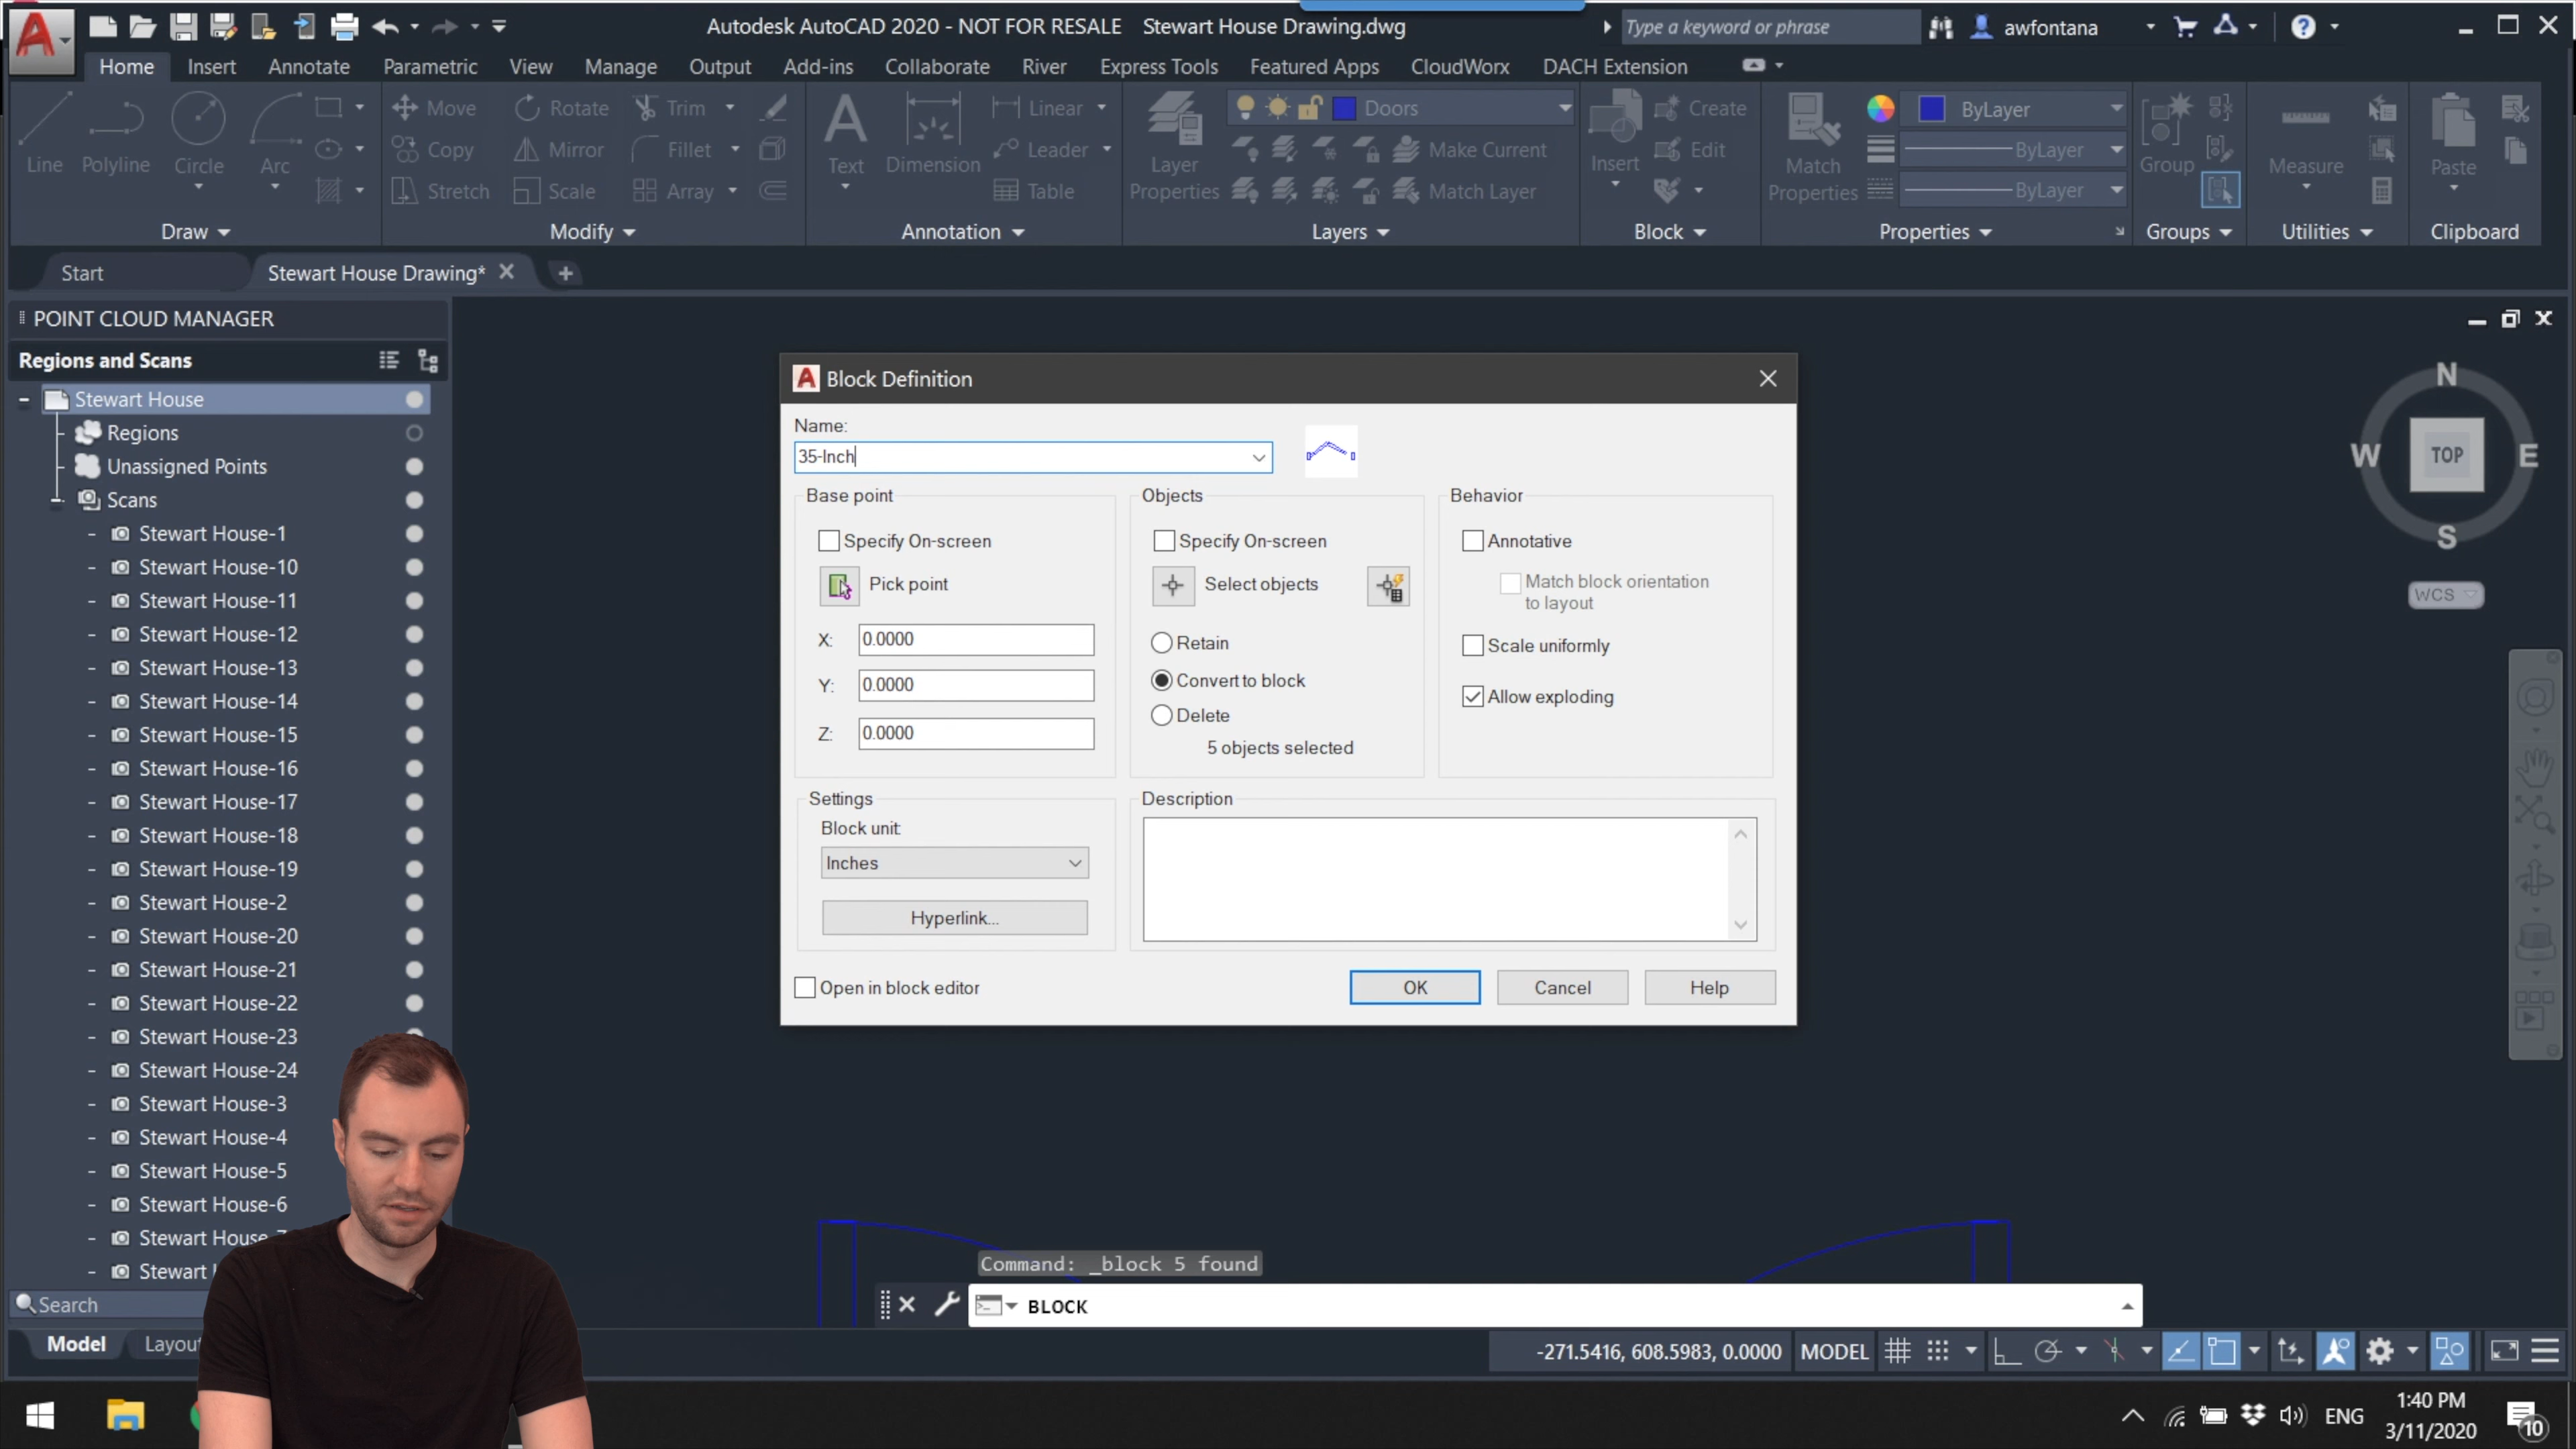 Autodesk AutoCAD 2020 - NOT FOR RESALE Stewart House Drawing.dwg
Type a keyword or phrase
awfontana
Home Insert Annotate Parametric View Manage Output Add-ins Collaborate River Express Tools Featured Apps CloudWorx DACH Extension
Line Polyline Circle Arc
Move Rotate Trim
Copy Mirror Fillet
Stretch Scale Array
Text Dimension
Linear
Leader
Table
Layer Properties
Doors
Make Current
Match Layer
Insert
Create
Edit
Match Properties
ByLayer
ByLayer
ByLayer
Group
Measure
Paste
Draw Modify Annotation Layers Block Properties Groups Utilities Clipboard
Start Stewart House Drawing*
POINT CLOUD MANAGER
Regions and Scans
Stewart House
Regions
Unassigned Points
Scans
Stewart House-1
Stewart House-10
Stewart House-11
Stewart House-12
Stewart House-13
Stewart House-14
Stewart House-15
Stewart House-16
Stewart House-17
Stewart House-18
Stewart House-19
Stewart House-2
Stewart House-20
Stewart House-21
Stewart House-22
Stewart House-23
Stewart House-24
Stewart House-3
Stewart House-4
Stewart House-5
Stewart House-6
Stewart House-7
Stewart
Search
Model
Block Definition
Name:
35-Inch
Base point
Specify On-screen
Pick point
X: 0.0000
Y: 0.0000
Z: 0.0000
Objects
Specify On-screen
Select objects
Retain
Convert to block
Delete
5 objects selected
Behavior
Annotative
Match block orientation
to layout
Scale uniformly
Allow exploding
Settings
Block unit:
Inches
Hyperlink...
Description
Open in block editor
OK Cancel Help
N
W TOP E
S
WCS
Command: _block 5 found
BLOCK
-271.5416, 608.5983, 0.0000 MODEL
ENG
1:40 PM
3/11/2020
10